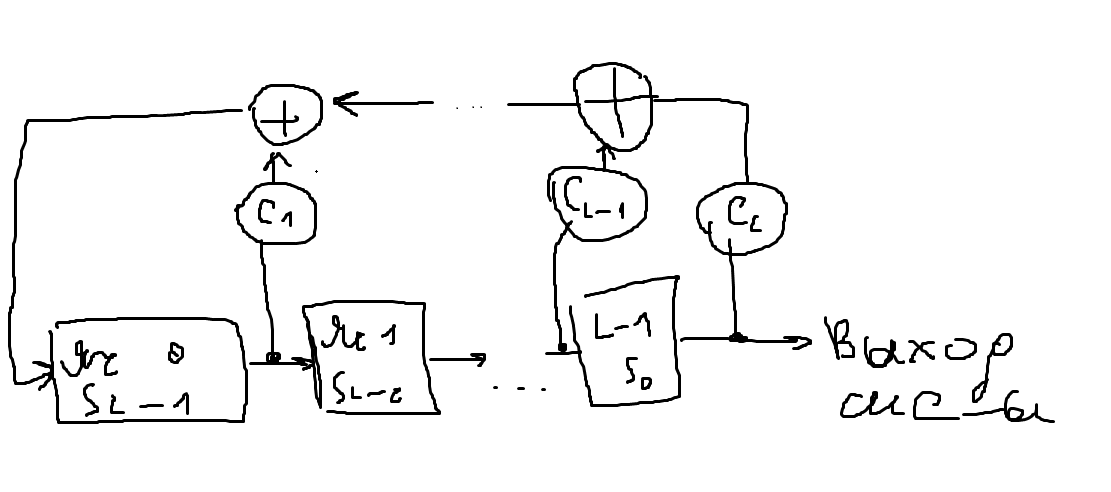 + ... +
C1 CL-1 CL
яч 0
SL-1
яч 1
SL-2
...
L-1
S0
Выход
сис-ы